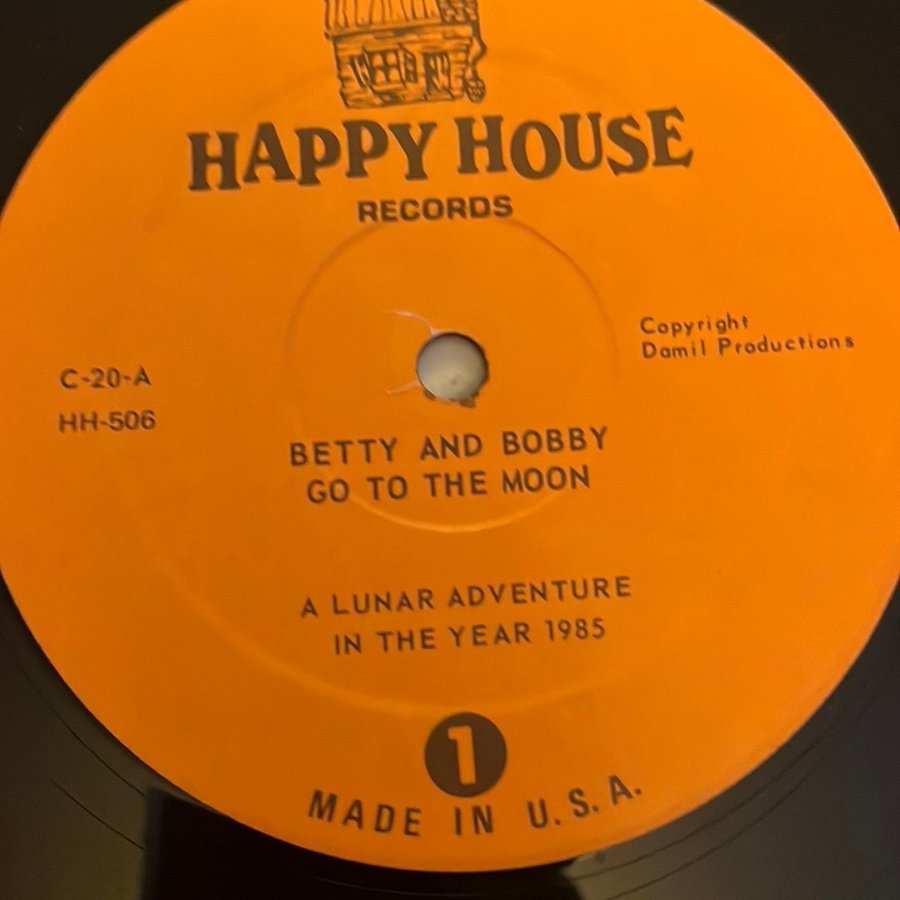 HAPPY HOUSE
RECORDS
Copyright
Damil Productions
C-20-A
HH-506
BETTY AND BOBBY
GO TO THE MOON
A LUNAR ADVENTURE
IN THE YEAR 1985
1
MADE IN U.S.A.